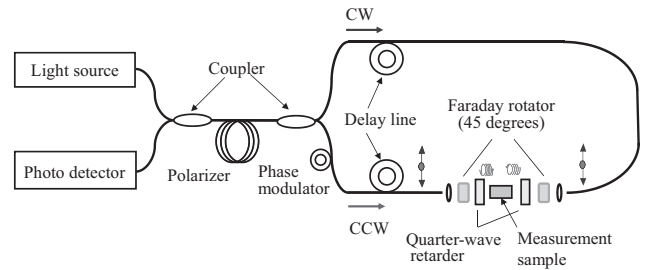 CW
Light source
Coupler
Delay line
Faraday rotator
(45 degrees)
Photo detector
Polarizer
Phase
modulator
CCW
Quarter-wave
retarder
Measurement
sample